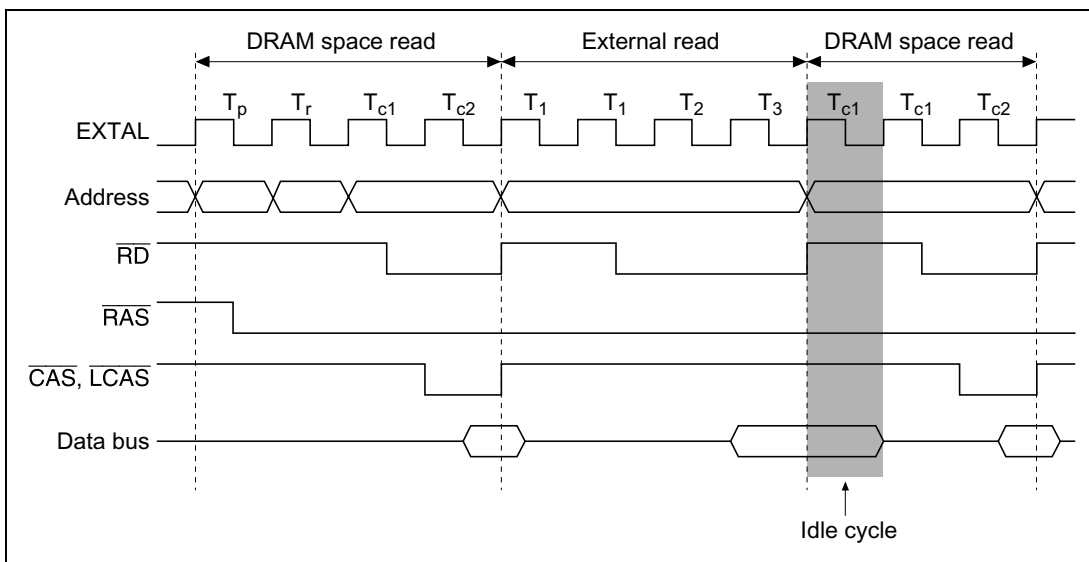 DRAM space read External read DRAM space read
Tp Tr Tc1 Tc2 T1 T1 T2 T3 Tc1 Tc1 Tc2
EXTAL
Address
RD
RAS
CAS, LCAS
Data bus
Idle cycle